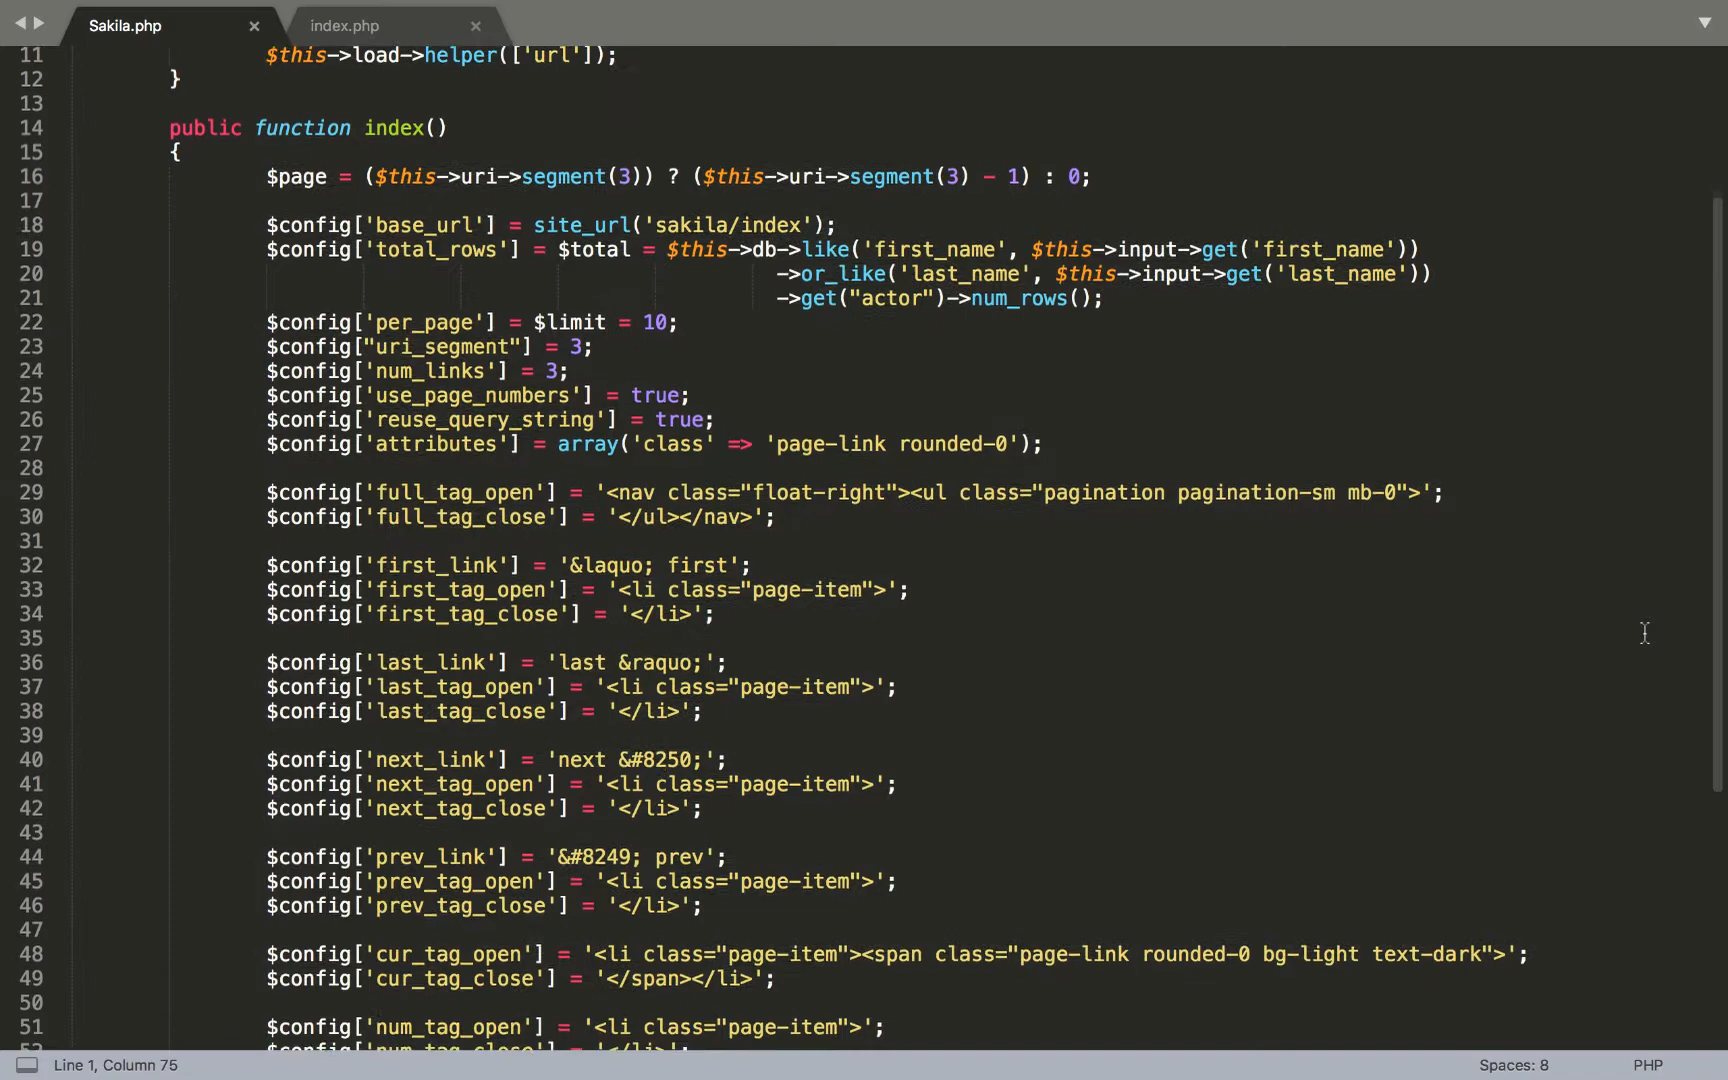 Sakila.php × index.php ×
11 $this->load->helper(['url']);
12 }
13
14 public function index()
15 {
16 $page = ($this->uri->segment(3)) ? ($this->uri->segment(3) - 1) : 0;
17
18 $config['base_url'] = site_url('sakila/index');
19 $config['total_rows'] = $total = $this->db->like('first_name', $this->input->get('first_name'))
20 ->or_like('last_name', $this->input->get('last_name'))
21 ->get("actor")->num_rows();
22 $config['per_page'] = $limit = 10;
23 $config["uri_segment"] = 3;
24 $config['num_links'] = 3;
25 $config['use_page_numbers'] = true;
26 $config['reuse_query_string'] = true;
27 $config['attributes'] = array('class' => 'page-link rounded-0');
28
29 $config['full_tag_open'] = '<nav class="float-right"><ul class="pagination pagination-sm mb-0">';
30 $config['full_tag_close'] = '</ul></nav>';
31
32 $config['first_link'] = '&laquo; first';
33 $config['first_tag_open'] = '<li class="page-item">';
34 $config['first_tag_close'] = '</li>';
35
36 $config['last_link'] = 'last &raquo;';
37 $config['last_tag_open'] = '<li class="page-item">';
38 $config['last_tag_close'] = '</li>';
39
40 $config['next_link'] = 'next &#8250;';
41 $config['next_tag_open'] = '<li class="page-item">';
42 $config['next_tag_close'] = '</li>';
43
44 $config['prev_link'] = '&#8249; prev';
45 $config['prev_tag_open'] = '<li class="page-item">';
46 $config['prev_tag_close'] = '</li>';
47
48 $config['cur_tag_open'] = '<li class="page-item"><span class="page-link rounded-0 bg-light text-dark">';
49 $config['cur_tag_close'] = '</span></li>';
50
51 $config['num_tag_open'] = '<li class="page-item">';
52 $config['num_tag_close'] = '</li>';
Line 1, Column 75 Spaces: 8 PHP